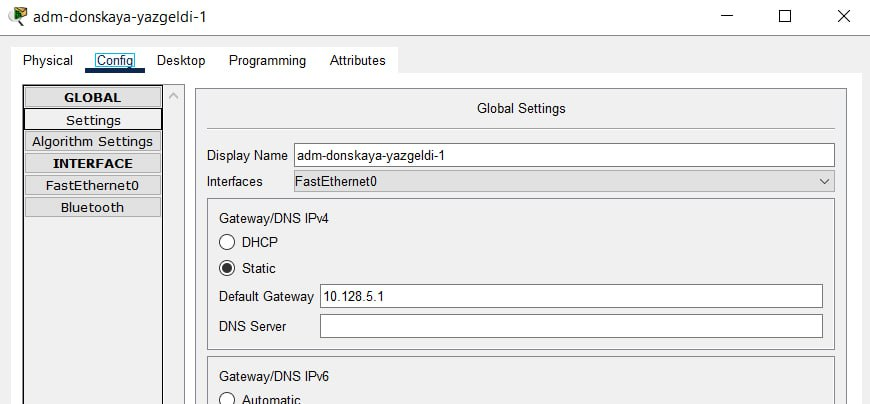 adm-donskaya-yazgeldi-1
Physical Config Desktop Programming Attributes
GLOBAL
Settings
Algorithm Settings
INTERFACE
FastEthernet0
Bluetooth
Global Settings
Display Name adm-donskaya-yazgeldi-1
Interfaces FastEthernet0
Gateway/DNS IPv4
DHCP
Static
Default Gateway 10.128.5.1
DNS Server
Gateway/DNS IPv6
Automatic